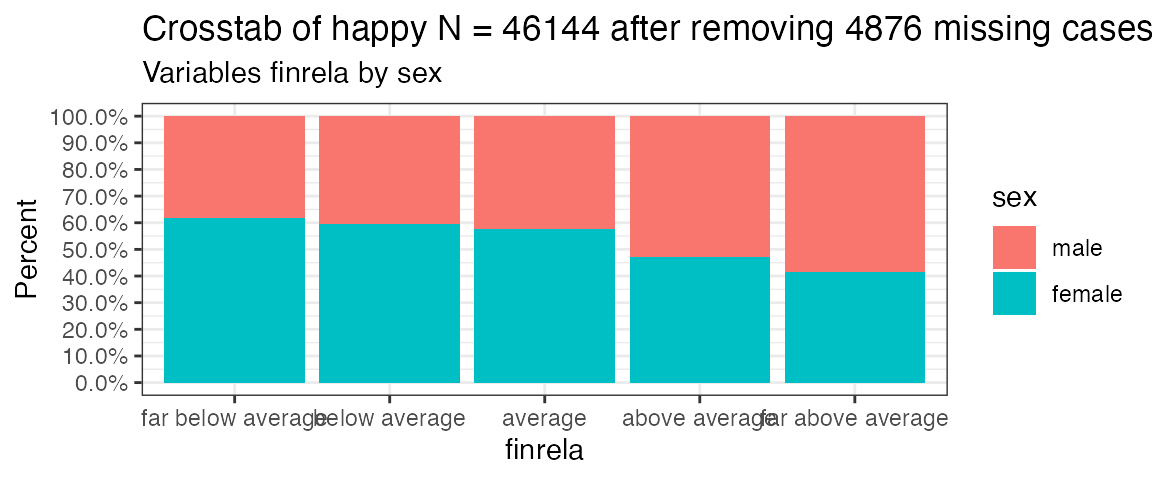 Crosstab of happy N = 46144 after removing 4876 missing cases
Variables finrela by sex
100.0%
90.0%
80.0%
70.0%
60.0%
50.0%
40.0%
30.0%
20.0%
10.0%
0.0%
Percent
far below average
below average
average
above average
far above average
finrela
sex
male
female